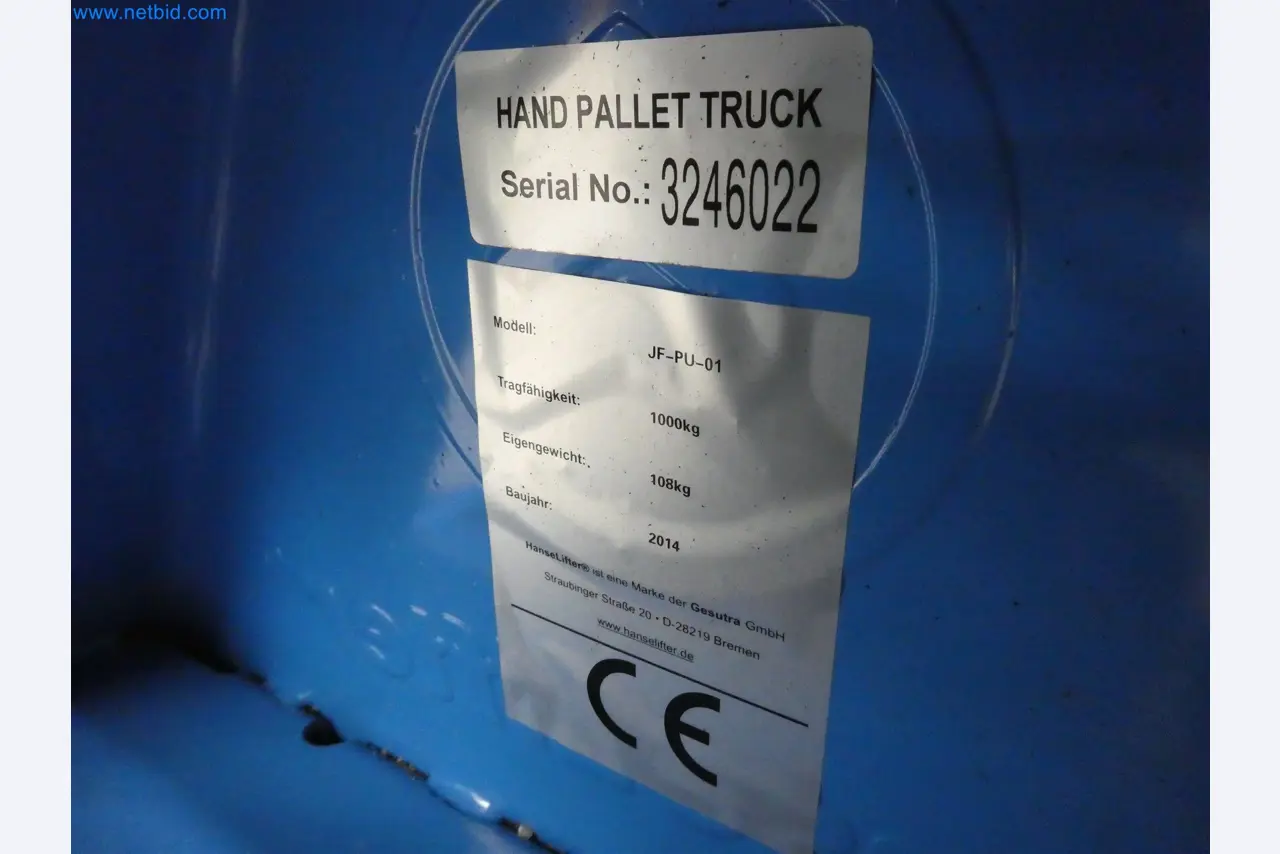 www.netbid.com
HAND PALLET TRUCK
Serial No.: 3246022
Modell: JF-PU-01
Tragfähigkeit: 1000kg
Eigengewicht: 108kg
Baujahr: 2014
HanseLifter® ist eine Marke der Gesutra GmbH
Straubinger Straße 20 • D-28219 Bremen
www.hanselifter.de
CE